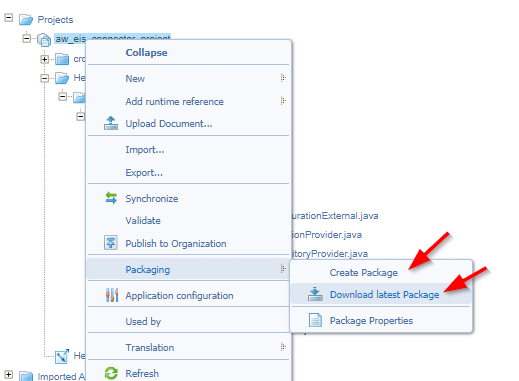 Projects
aw_eis_connector_project
Collapse
cro
New
He
Add runtime reference
Upload Document...
Import...
Export...
Synchronize
Validate
urationExternal.java
Publish to Organization
ionProvider.java
itoryProvider.java
Packaging
Create Package
Application configuration
Download latest Package
Used by
Package Properties
Translation
He
Refresh
Imported A